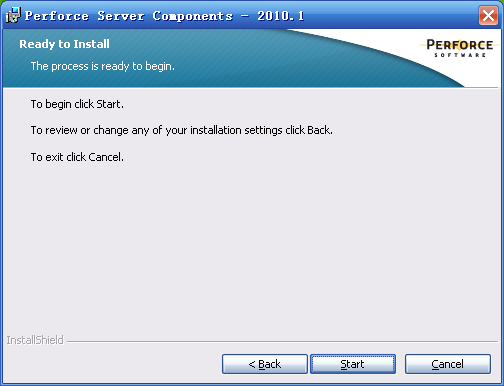 Perforce Server Components - 2010.1
Ready to Install
The process is ready to begin.
PERFORCE
SOFTWARE
To begin click Start.
To review or change any of your installation settings click Back.
To exit click Cancel.
InstallShield
< Back
Start
Cancel